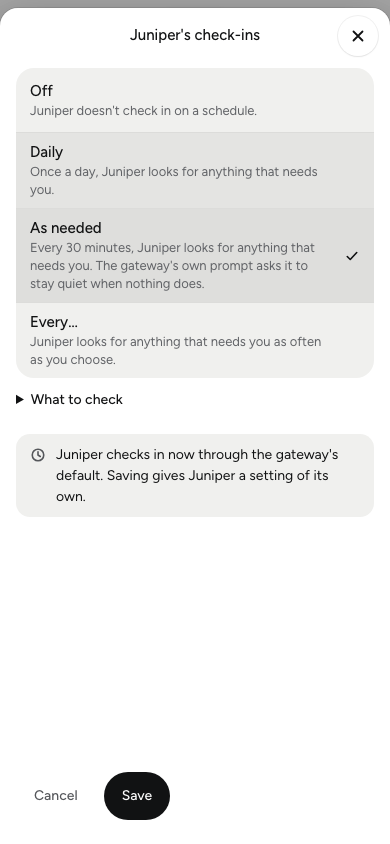 Juniper's check-ins
Off
Juniper doesn't check in on a schedule.
Daily
Once a day, Juniper looks for anything that needs
you.
As needed
Every 30 minutes, Juniper looks for anything that
needs you. The gateway's own prompt asks it to
stay quiet when nothing does.
Every...
Juniper looks for anything that needs you as often
as you choose.
What to check
Juniper checks in now through the gateway's
default. Saving gives Juniper a setting of its
own.
Cancel
Save